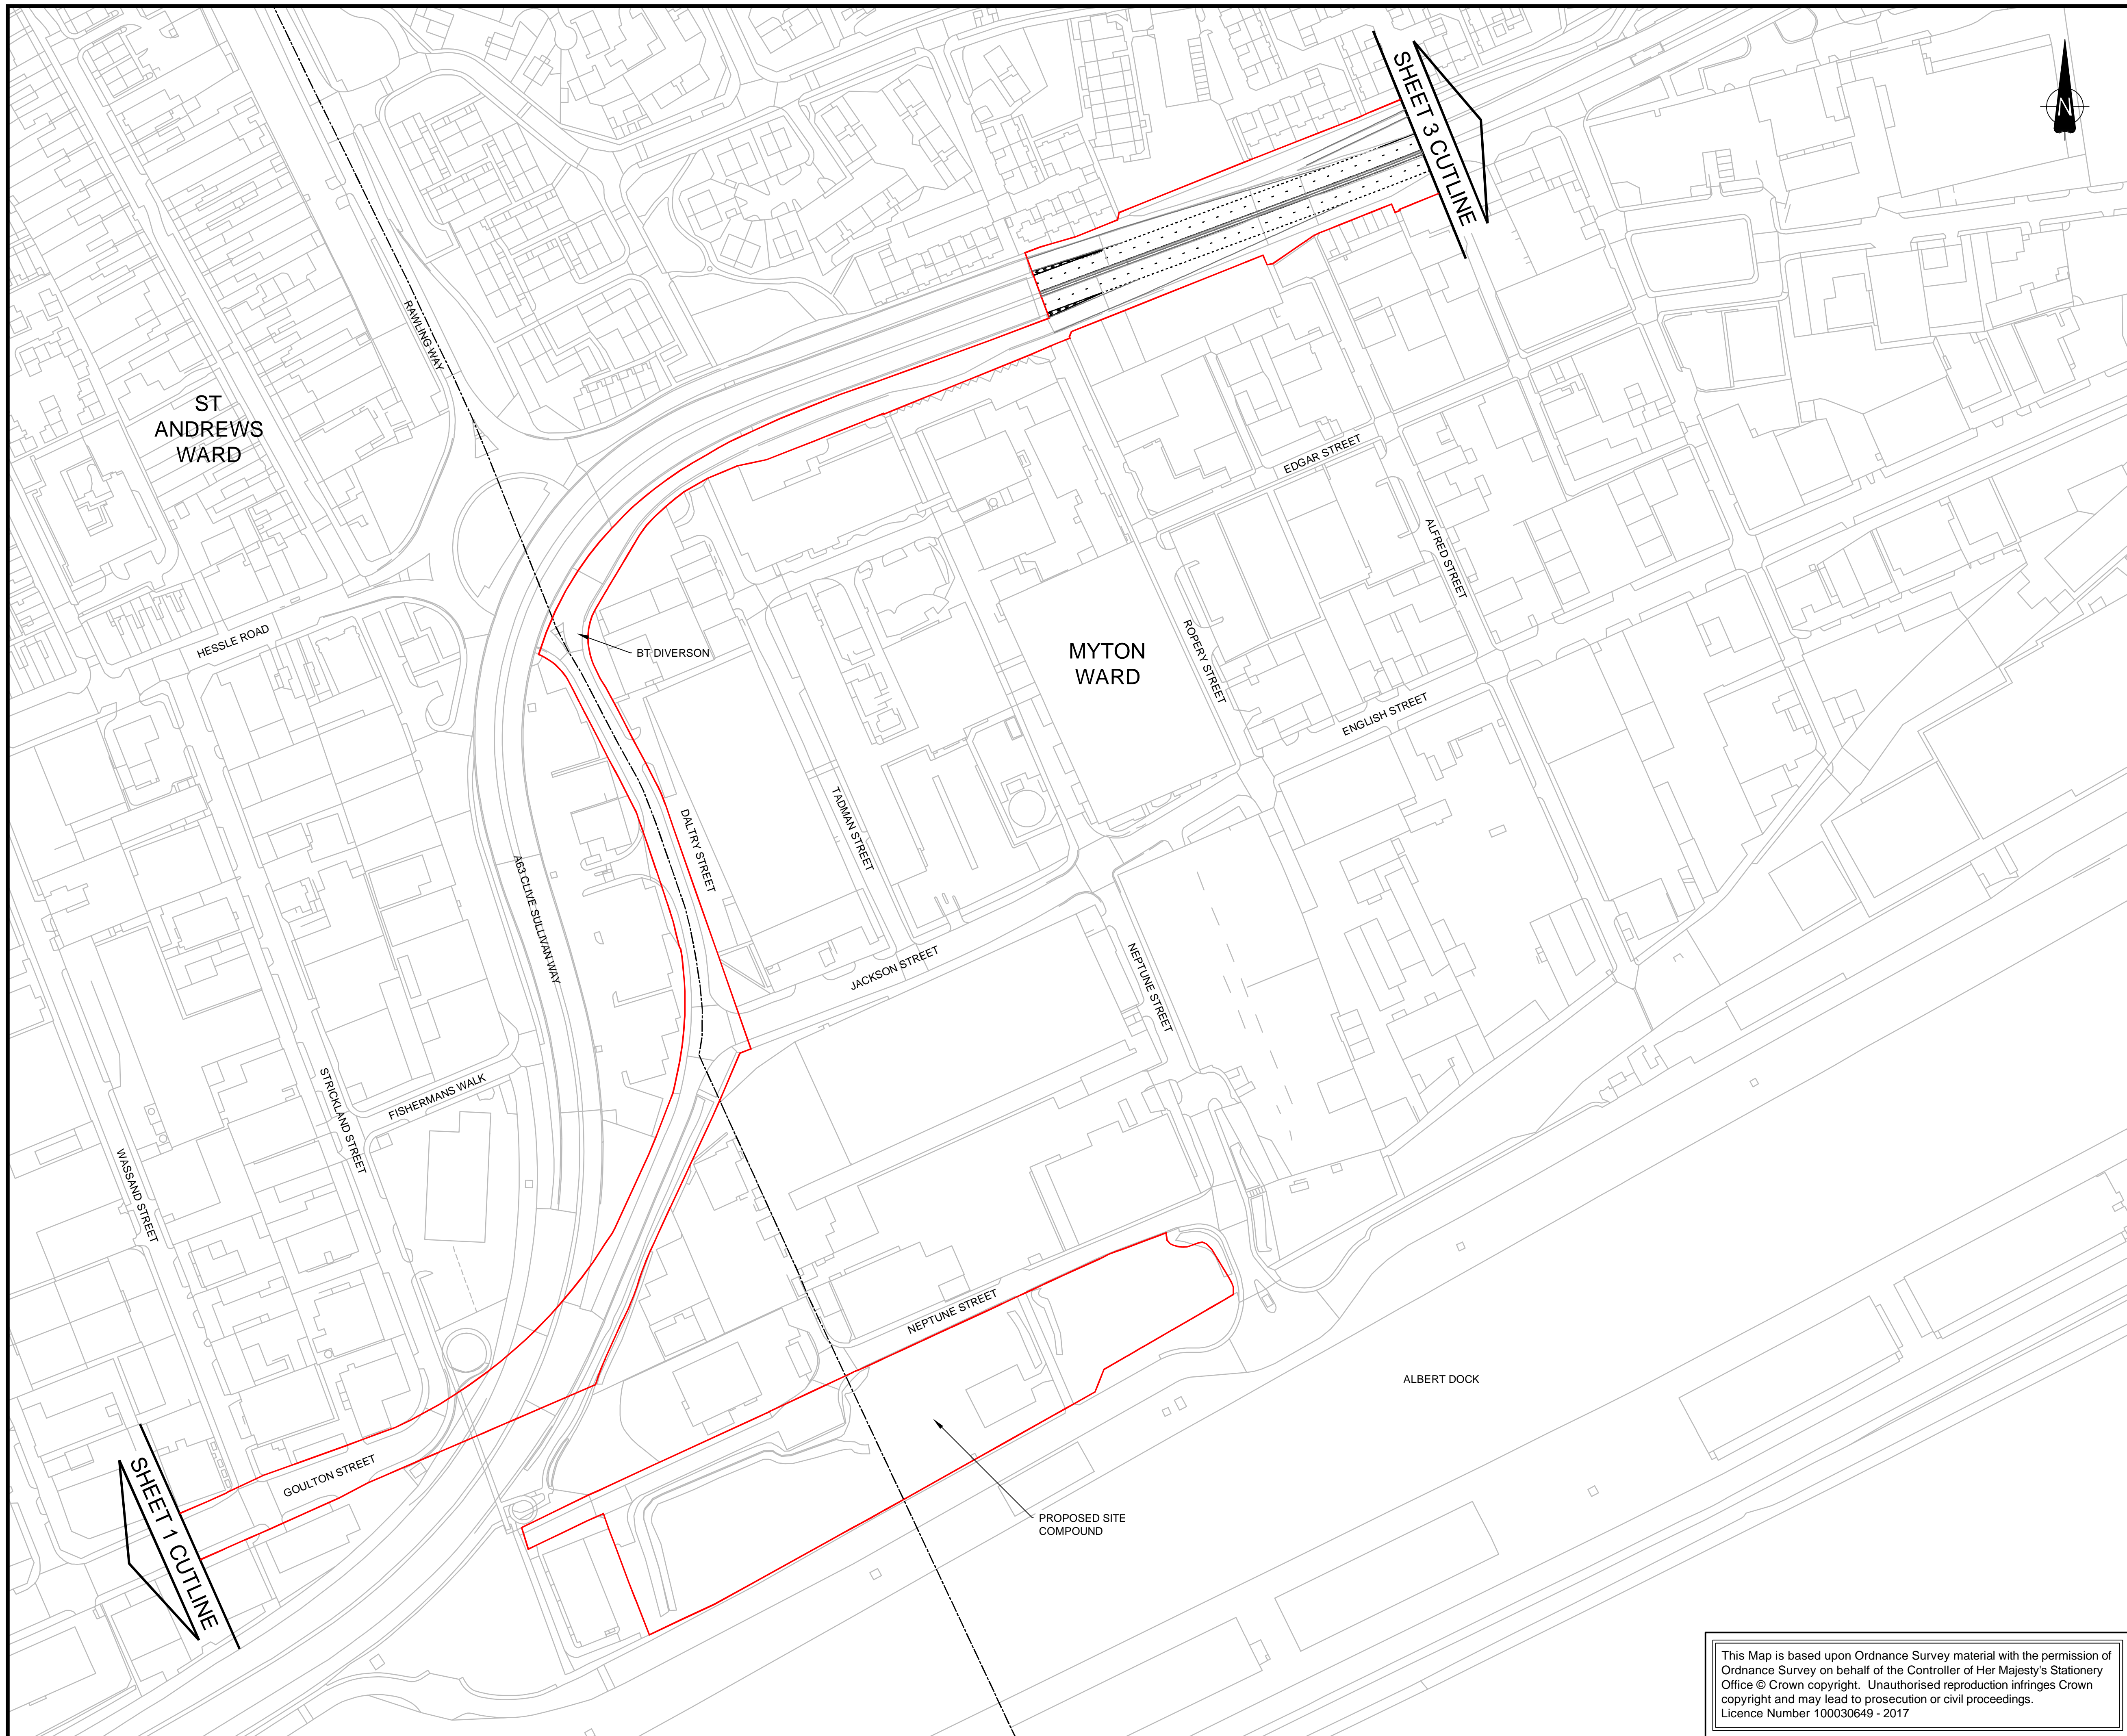 SHEET 3 CUTLINE
N
RAWLING WAY
ST
ANDREWS
WARD
EDGAR STREET
ALFRED STREET
HESSLE ROAD
BT DIVERSON
MYTON
WARD
ROPERY STREET
ENGLISH STREET
TADMAN STREET
DALTRY STREET
A63 CLIVE SULLIVAN WAY
JACKSON STREET
NEPTUNE STREET
STRICKLAND STREET
FISHERMANS WALK
WASSAND STREET
NEPTUNE STREET
ALBERT DOCK
GOULTON STREET
SHEET 1 CUTLINE
PROPOSED SITE
COMPOUND
This Map is based upon Ordnance Survey material with the permission of
Ordnance Survey on behalf of the Controller of Her Majesty's Stationery
Office © Crown copyright. Unauthorised reproduction infringes Crown
copyright and may lead to prosecution or civil proceedings.
Licence Number 100030649 - 2017